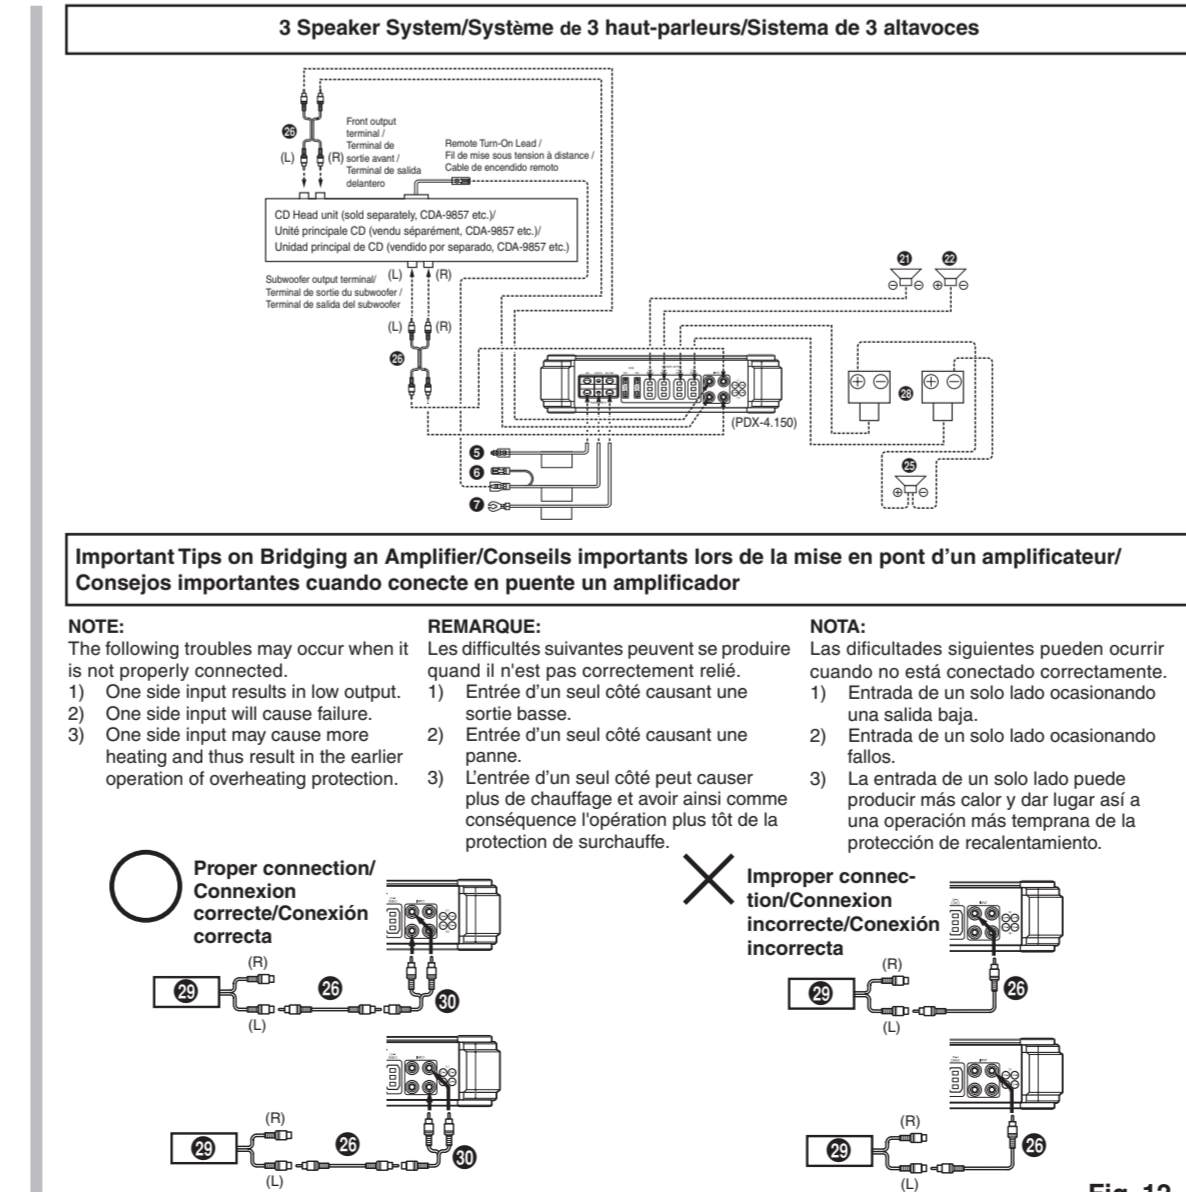 3 Speaker System/Système de 3 haut-parleurs/Sistema de 3 altavoces
26
(L)
(R)
Front output
terminal /
Terminal de
sortie avant /
Terminal de salida
delantero
Remote Turn-On Lead /
Fil de mise sous tension à distance /
Cable de encendido remoto
CD Head unit (sold separately, CDA-9857 etc.)/
Unité principale CD (vendu séparément, CDA-9857 etc.)/
Unidad principal de CD (vendido por separado, CDA-9857 etc.)
Subwoofer output terminal/
Terminal de sortie du subwoofer /
Terminal de salida del subwoofer
(L)
(R)
(L)
(R)
26
21
22
28
25
(PDX-4.150)
5
6
7
Important Tips on Bridging an Amplifier/Conseils importants lors de la mise en pont d’un amplificateur/
Consejos importantes cuando conecte en puente un amplificador
NOTE:
The following troubles may occur when it
is not properly connected.
1) One side input results in low output.
2) One side input will cause failure.
3) One side input may cause more
heating and thus result in the earlier
operation of overheating protection.
REMARQUE:
Les difficultés suivantes peuvent se produire
quand il n'est pas correctement relié.
1) Entrée d’un seul côté causant une
sortie basse.
2) Entrée d’un seul côté causant une
panne.
3) L’entrée d’un seul côté peut causer
plus de chauffage et avoir ainsi comme
conséquence l'opération plus tôt de la
protection de surchauffe.
NOTA:
Las dificultades siguientes pueden ocurrir
cuando no está conectado correctamente.
1) Entrada de un solo lado ocasionando
una salida baja.
2) Entrada de un solo lado ocasionando
fallos.
3) La entrada de un solo lado puede
producir más calor y dar lugar así a
una operación más temprana de la
protección de recalentamiento.
Proper connection/
Connexion
correcte/Conexión
correcta
(R)
29
26
30
(L)
(R)
29
26
30
(L)
Improper connec-
tion/Connexion
incorrecte/Conexión
incorrecta
(R)
29
26
(L)
(R)
29
26
(L)
Fig. 12